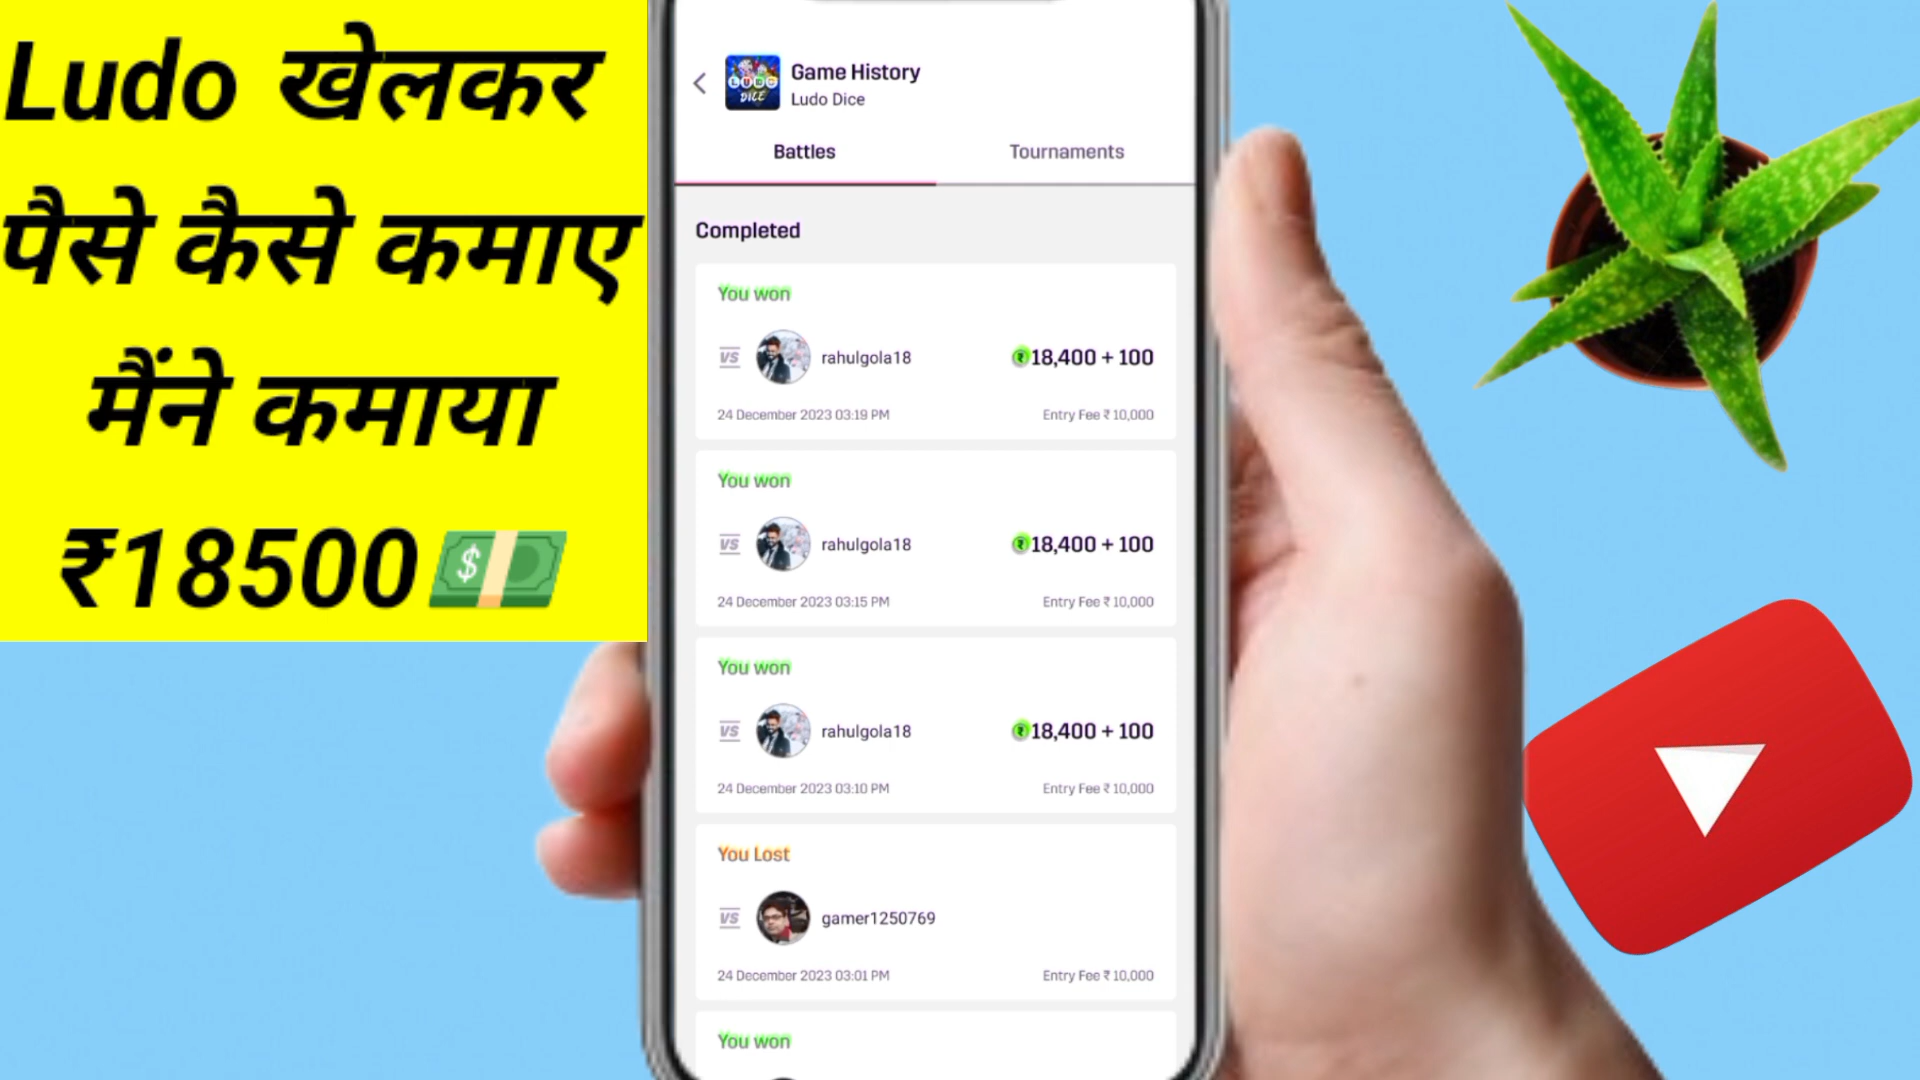 Ludo खेलकर
पैसे कैसे कमाए
मैंने कमाया
₹18500
LUDO
DICE
Game History
Ludo Dice
Battles
Tournaments
Completed
You won
VS rahulgola18 ₹18,400 + 100
24 December 2023 03:19 PM Entry Fee ₹ 10,000
You won
VS rahulgola18 ₹18,400 + 100
24 December 2023 03:15 PM Entry Fee ₹ 10,000
You won
VS rahulgola18 ₹18,400 + 100
24 December 2023 03:10 PM Entry Fee ₹ 10,000
You Lost
VS gamer1250769
24 December 2023 03:01 PM Entry Fee ₹ 10,000
You won